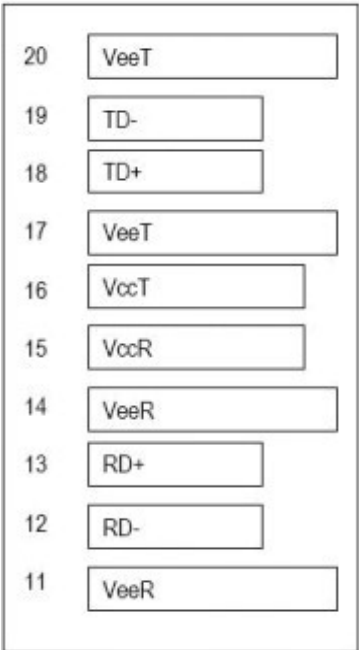 20 VeeT
19 TD-
18 TD+
17 VeeT
16 VccT
15 VccR
14 VeeR
13 RD+
12 RD-
11 VeeR